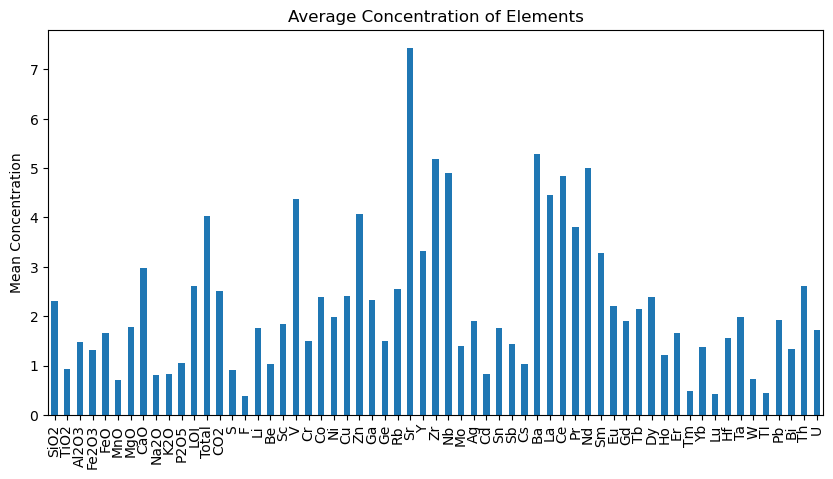 Average Concentration of Elements
Mean Concentration
7
6
5
4
3
2
1
0
SiO2
TiO2
Al2O3
Fe2O3
FeO
MnO
MgO
CaO
Na2O
K2O
P2O5
LOI
Total
CO2
S
F
Li
Be
Sc
V
Cr
Co
Ni
Cu
Zn
Ga
Ge
Rb
Sr
Y
Zr
Nb
Mo
Ag
Cd
Sn
Sb
Cs
Ba
La
Ce
Pr
Nd
Sm
Eu
Gd
Tb
Dy
Ho
Er
Tm
Yb
Lu
Hf
Ta
W
Tl
Pb
Bi
Th
U